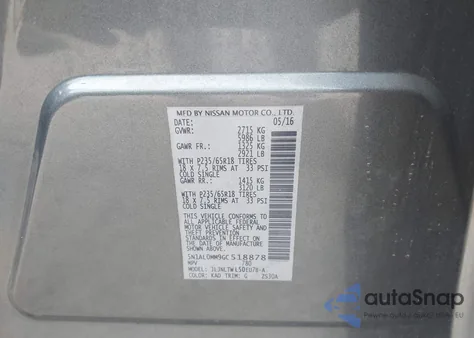 MFD BY NISSAN MOTOR CO., LTD.
DATE: 05/16
GVWR: 2715 KG
5986 LB
GAWR FR.: 1325 KG
2921 LB
WITH P235/65R18 TIRES
18 X 7.5 RIMS AT 33 PSI
COLD SINGLE
GAWR RR.: 1415 KG
3120 LB
WITH P235/65R18 TIRES
18 X 7.5 RIMS AT 33 PSI
COLD SINGLE
THIS VEHICLE CONFORMS TO
ALL APPLICABLE FEDERAL
MOTOR VEHICLE SAFETY
AND THEFT PREVENTION
STANDARDS IN EFFECT ON
THE DATE OF MANUFACTURE
SHOWN ABOVE.
5N1AL0MM9GC518878
MPV
MODEL:
COLOR: KAD TRIM: G
autoSnap